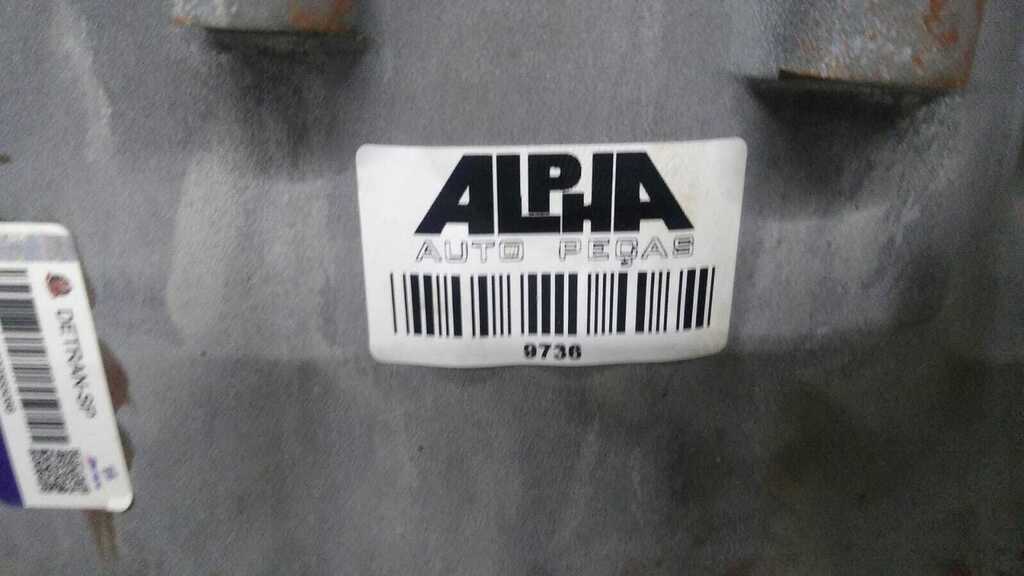 ALPHA
AUTO PEÇAS
9736
DETRAN-SP